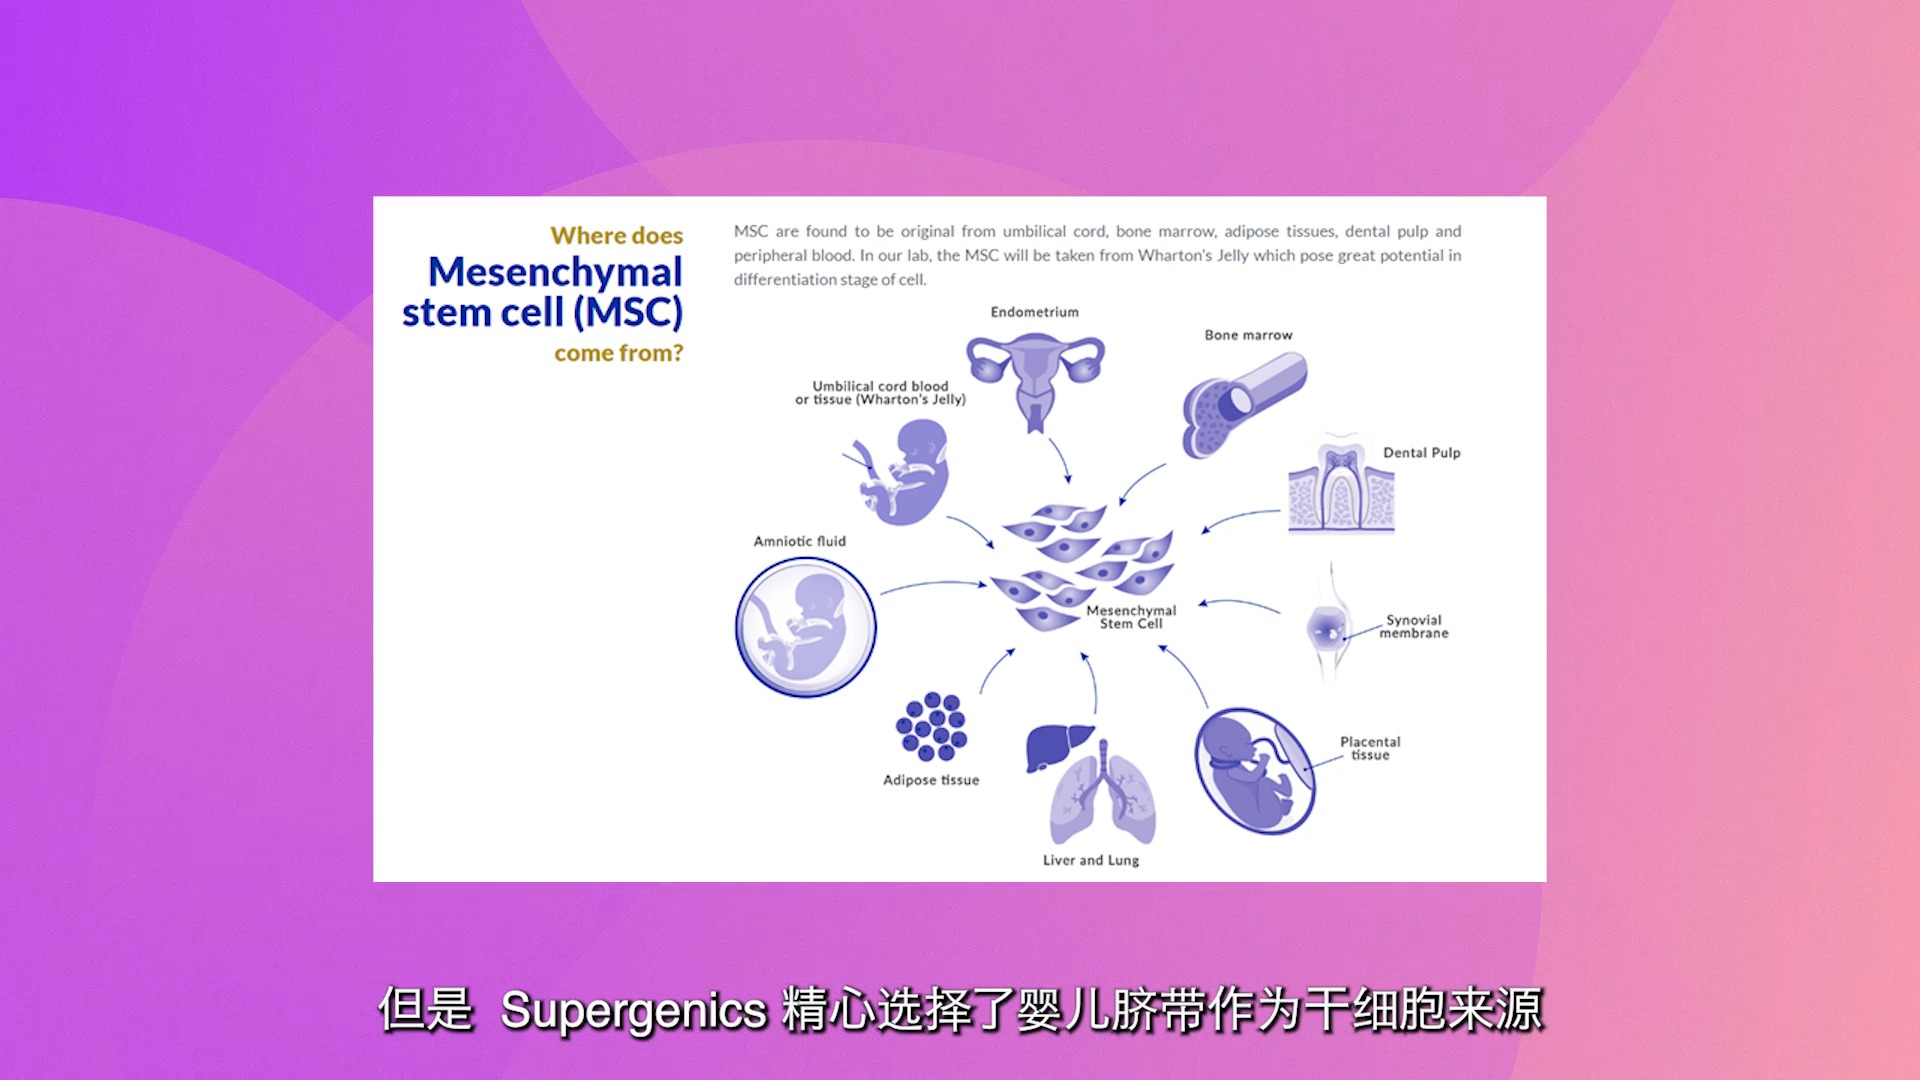 Where does
Mesenchymal
stem cell (MSC)
come from?
MSC are found to be original from umbilical cord, bone marrow, adipose tissues, dental pulp and
peripheral blood. In our lab, the MSC will be taken from Wharton's Jelly which pose great potential in
differentiation stage of cell.
Endometrium
Bone marrow
Umbilical cord blood
or tissue (Wharton's Jelly)
Dental Pulp
Amniotic fluid
Mesenchymal
Stem Cell
Synovial
membrane
Placental
tissue
Adipose tissue
Liver and Lung
但是 Supergenics 精心选择了婴儿脐带作为干细胞来源